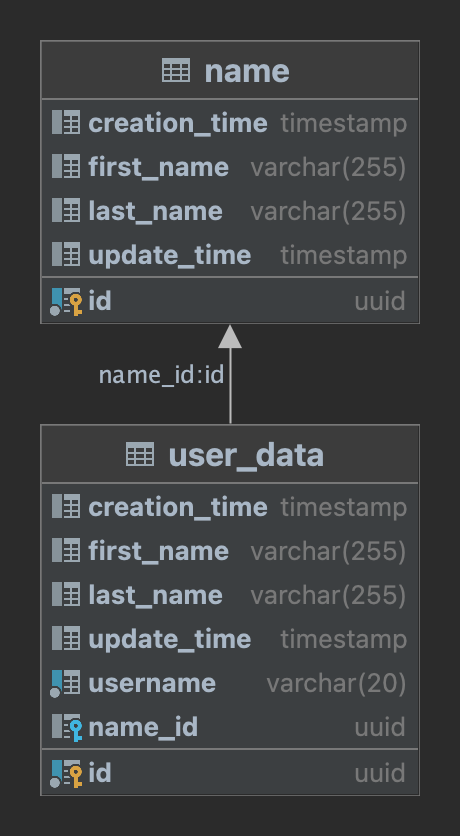 name
creation_time timestamp
first_name varchar(255)
last_name varchar(255)
update_time timestamp
id uuid
name_id:id
user_data
creation_time timestamp
first_name varchar(255)
last_name varchar(255)
update_time timestamp
username varchar(20)
name_id uuid
id uuid